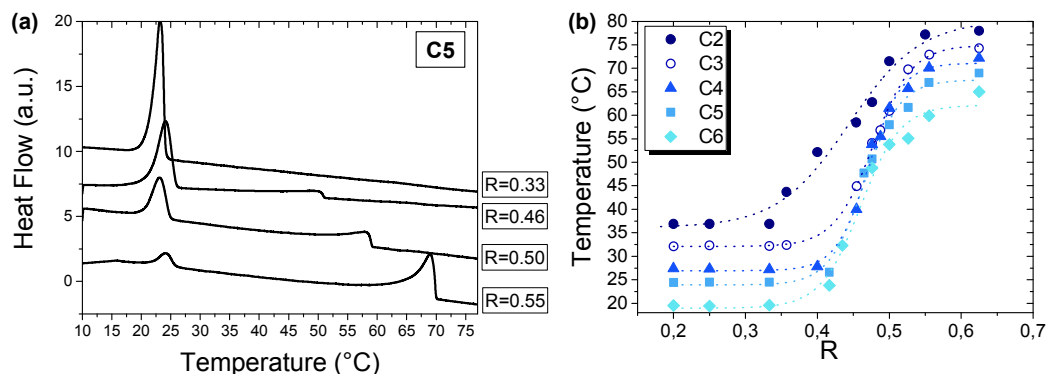 (a)
C5
20
15
10
5
0
Heat Flow (a.u.)
R=0.33
R=0.46
R=0.50
R=0.55
10 15 20 25 30 35 40 45 50 55 60 65 70 75
Temperature (°C)
(b)
80
75
70
65
60
55
50
45
40
35
30
25
20
Temperature (°C)
C2
C3
C4
C5
C6
0,2 0,3 0,4 0,5 0,6 0,7
R